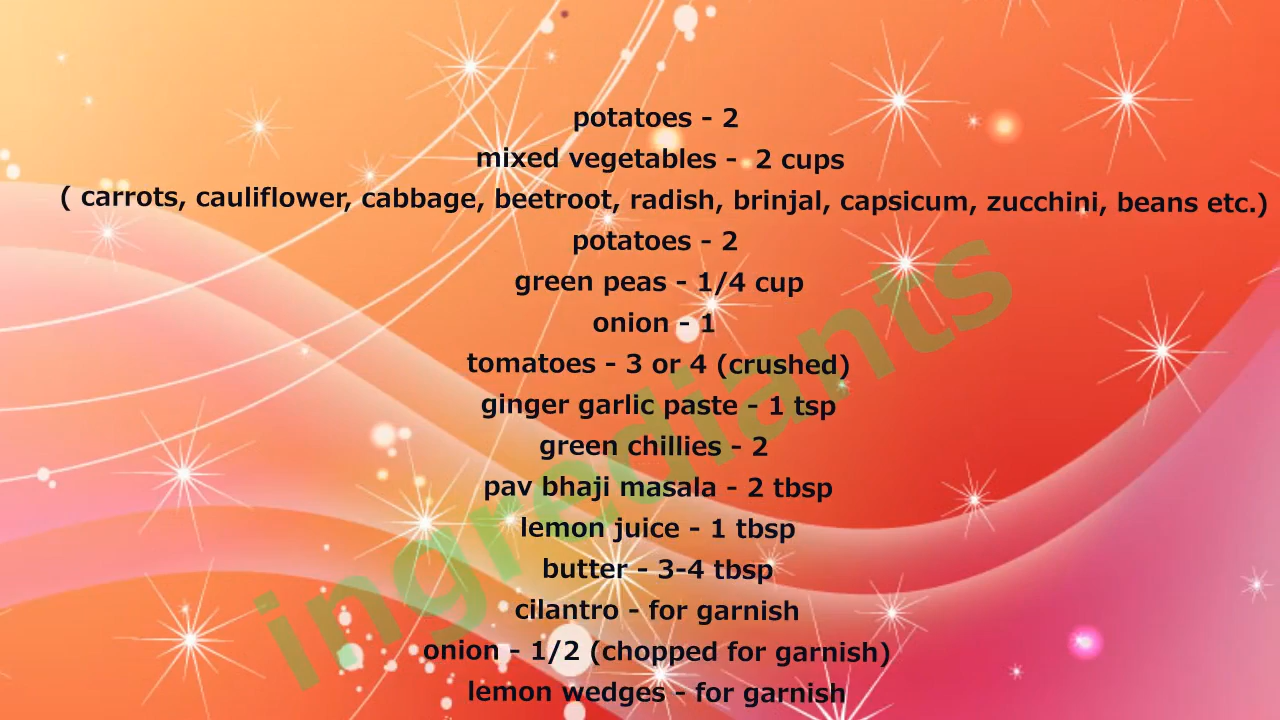 potatoes - 2
mixed vegetables - 2 cups
( carrots, cauliflower, cabbage, beetroot, radish, brinjal, capsicum, zucchini, beans etc.)
potatoes - 2
green peas - 1/4 cup
onion - 1
tomatoes - 3 or 4 (crushed)
ginger garlic paste - 1 tsp
green chillies - 2
pav bhaji masala - 2 tbsp
lemon juice - 1 tbsp
butter - 3-4 tbsp
cilantro - for garnish
onion - 1/2 (chopped for garnish)
lemon wedges - for garnish
ingrediants